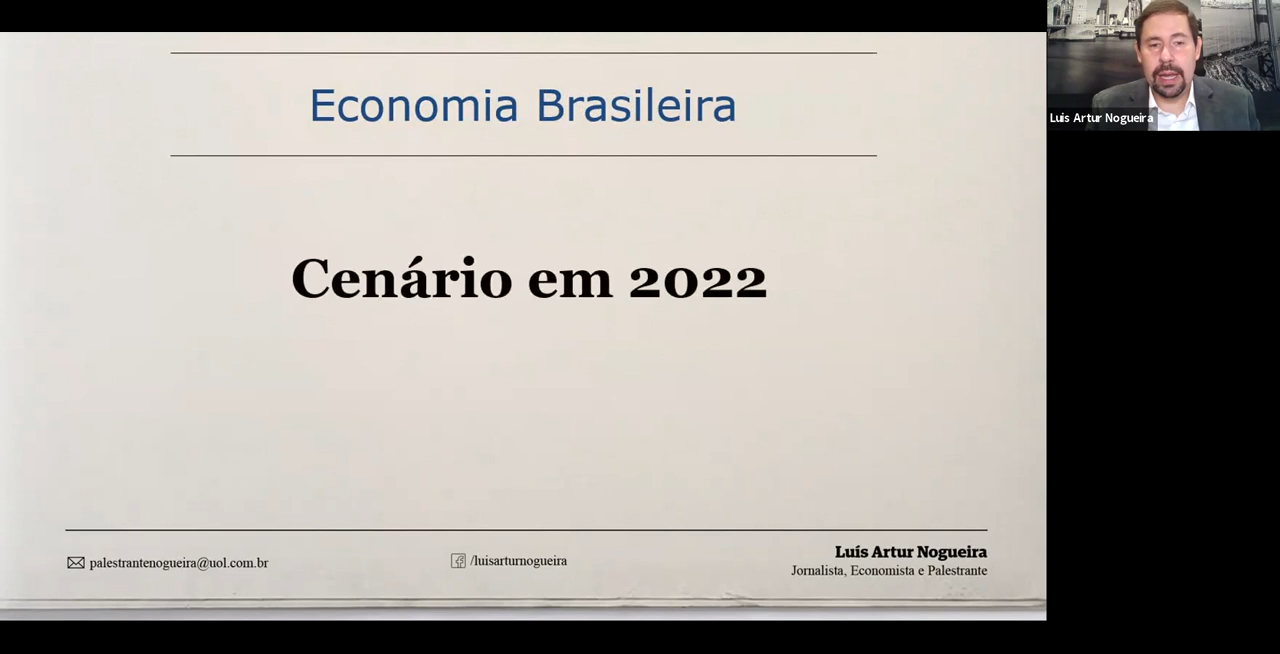 Economia Brasileira
Cenário em 2022
palestrantenogueira@uol.com.br
/luisarturnogueira
Luís Artur Nogueira
Jornalista, Economista e Palestrante
Luis Artur Nogueira